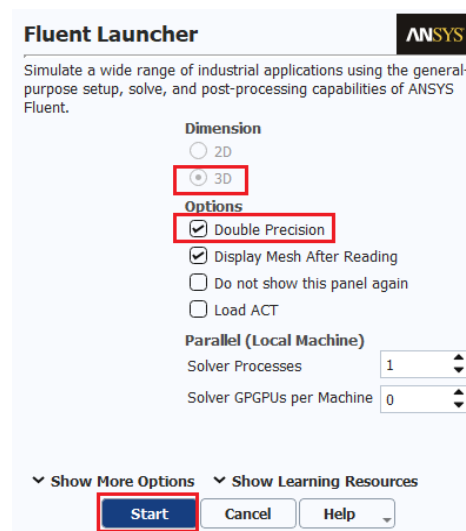 Fluent Launcher
ANSYS
Simulate a wide range of industrial applications using the general-
purpose setup, solve, and post-processing capabilities of ANSYS
Fluent.
Dimension
2D
3D
Options
Double Precision
Display Mesh After Reading
Do not show this panel again
Load ACT
Parallel (Local Machine)
Solver Processes 1
Solver GPGPUs per Machine 0
Show More Options Show Learning Resources
Start Cancel Help